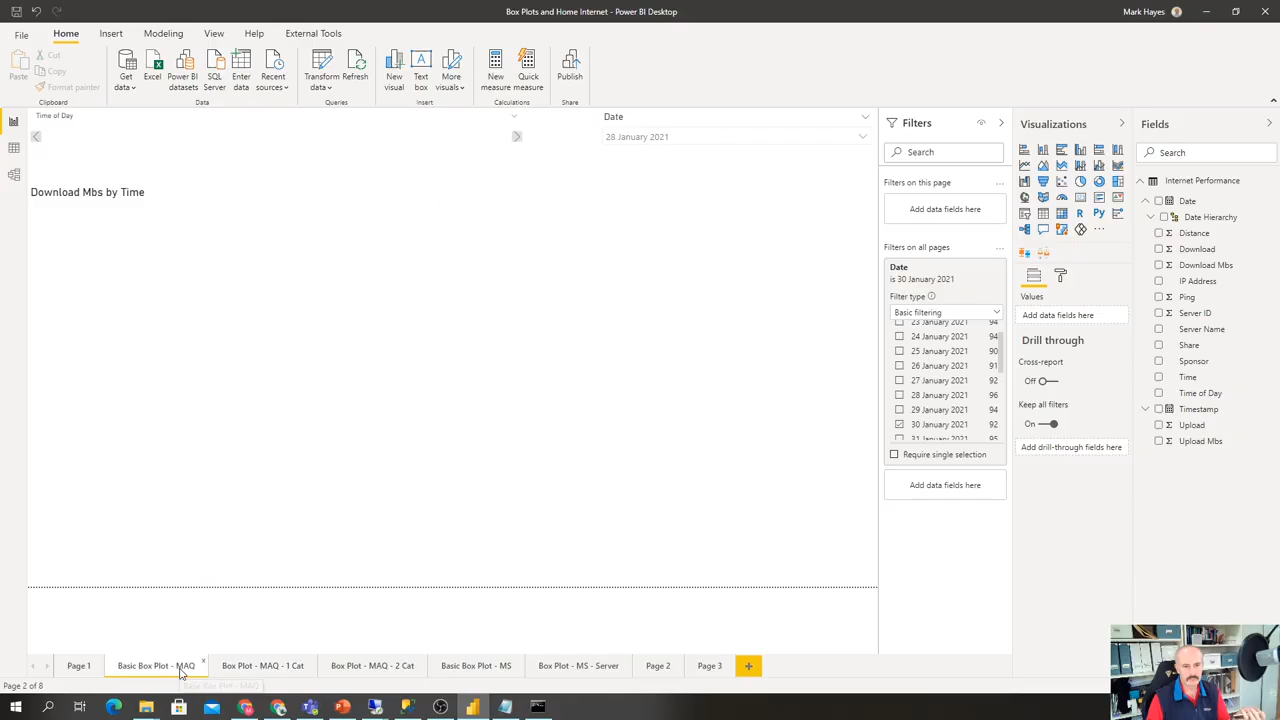 Box Plots and Home Internet - Power BI Desktop
Mark Hayes
File
Home
Insert
Modeling
View
Help
External Tools
Paste
Cut
Copy
Format painter
Clipboard
Get data
Excel
Power BI datasets
SQL Server
Enter data
Recent sources
Data
Transform data
Refresh
Queries
New visual
Text box
More visuals
Insert
New measure
Quick measure
Calculations
Publish
Share
Time of Day
Date
28 January 2021
Download Mbs by Time
Filters
Search
Filters on this page
...
Add data fields here
Filters on all pages
...
Date
is 30 January 2021
Filter type
Basic filtering
23 January 2021 94
24 January 2021 94
25 January 2021 90
26 January 2021 91
27 January 2021 92
28 January 2021 96
29 January 2021 94
30 January 2021 92
31 January 2021 95
Require single selection
Add data fields here
Visualizations
R
Py
...
Values
Add data fields here
Drill through
Cross-report
Off
Keep all filters
On
Add drill-through fields here
Fields
Search
Internet Performance
Date
Date Hierarchy
Distance
Download
Download Mbs
IP Address
Ping
Server ID
Server Name
Share
Sponsor
Time
Time of Day
Timestamp
Upload
Upload Mbs
Page 1
Basic Box Plot - MAQ
Box Plot - MAQ - 1 Cat
Box Plot - MAQ - 2 Cat
Basic Box Plot - MS
Box Plot - MS - Server
Page 2
Page 3
Basic Box Plot - MAQ
Page 2 of 8